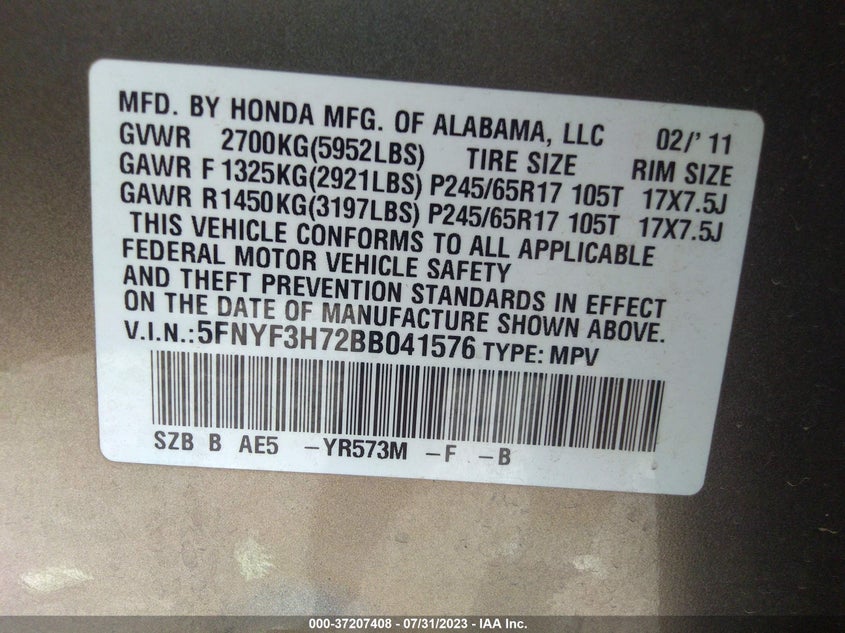 MFD. BY HONDA MFG. OF ALABAMA, LLC 02/' 11
GVWR 2700KG(5952LBS) TIRE SIZE RIM SIZE
GAWR F 1325KG(2921LBS) P245/65R17 105T 17X7.5J
GAWR R1450KG(3197LBS) P245/65R17 105T 17X7.5J
THIS VEHICLE CONFORMS TO ALL APPLICABLE
FEDERAL MOTOR VEHICLE SAFETY
AND THEFT PREVENTION STANDARDS IN EFFECT
ON THE DATE OF MANUFACTURE SHOWN ABOVE.
V.I.N.:5FNYF3H72BB041576 TYPE: MPV
SZB B AE5 -YR573M -F -B
000-37207408 - 07/31/2023 - IAA Inc.